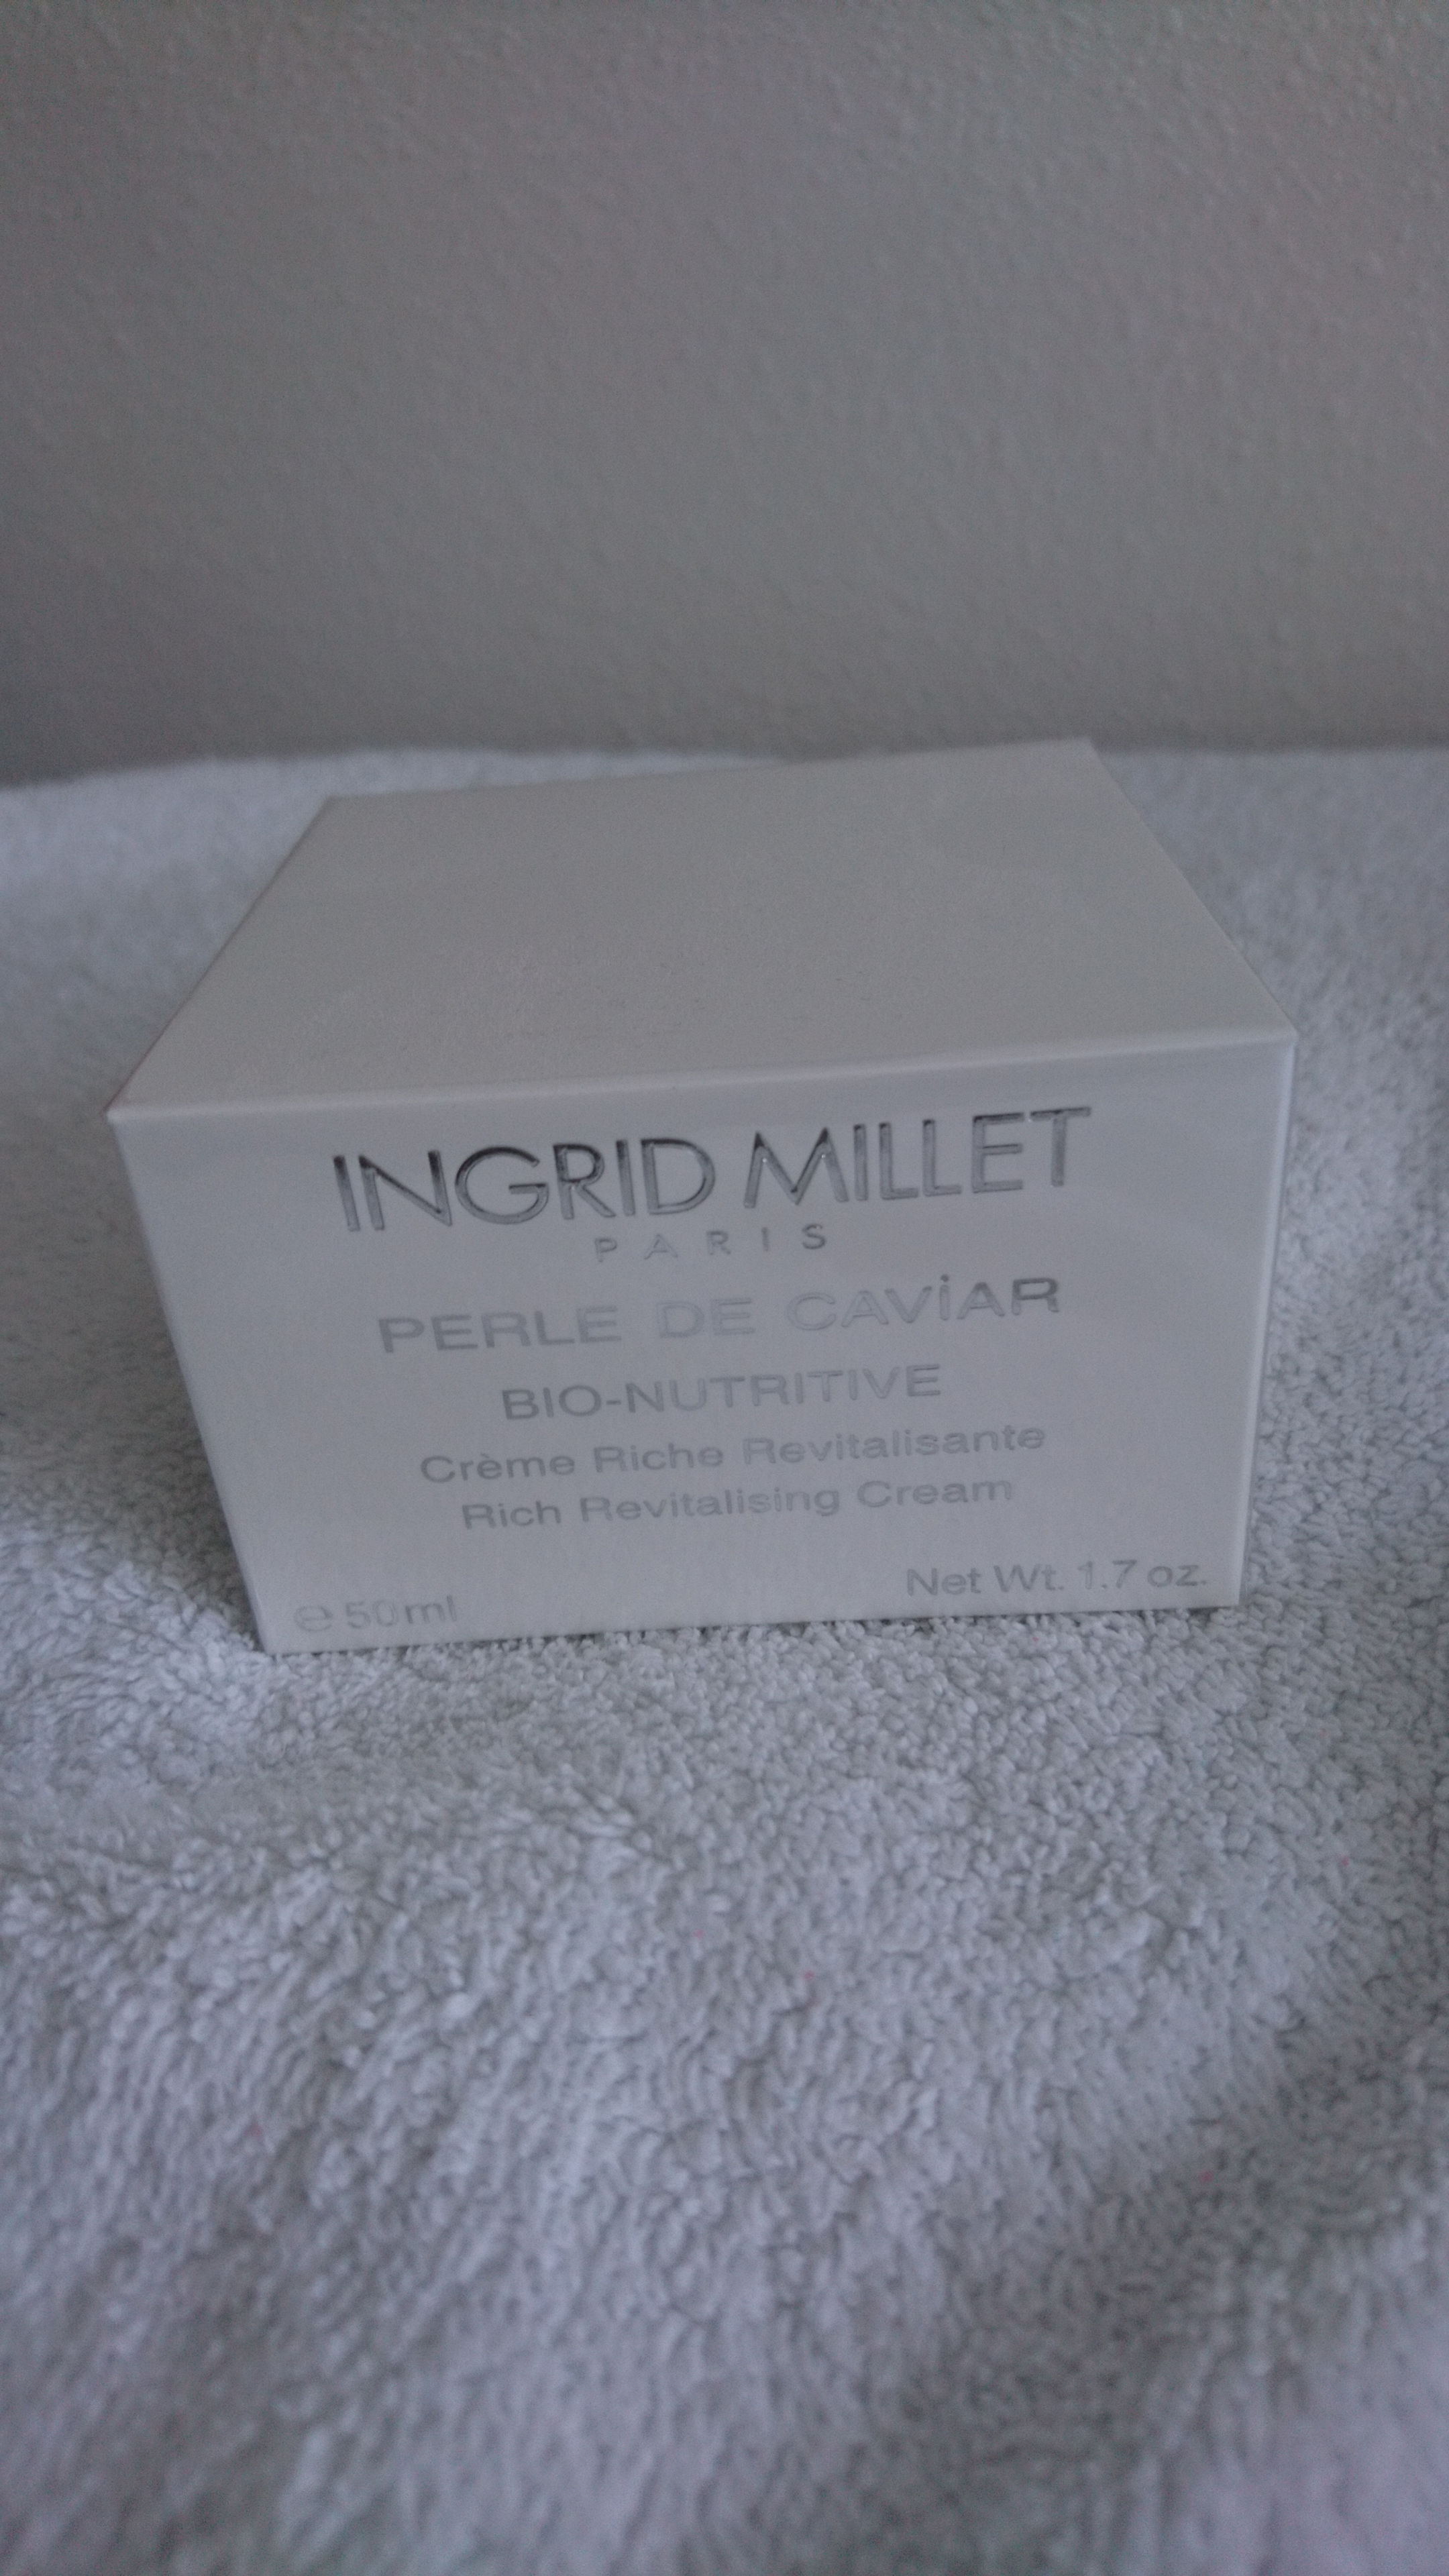 INGRID MILLET
PARIS
PERLE DE CAViAR
BIO-NUTRITIVE
Crème Riche Revitalisante
Rich Revitalising Cream
℮ 50ml
Net Wt. 1.7 oz.